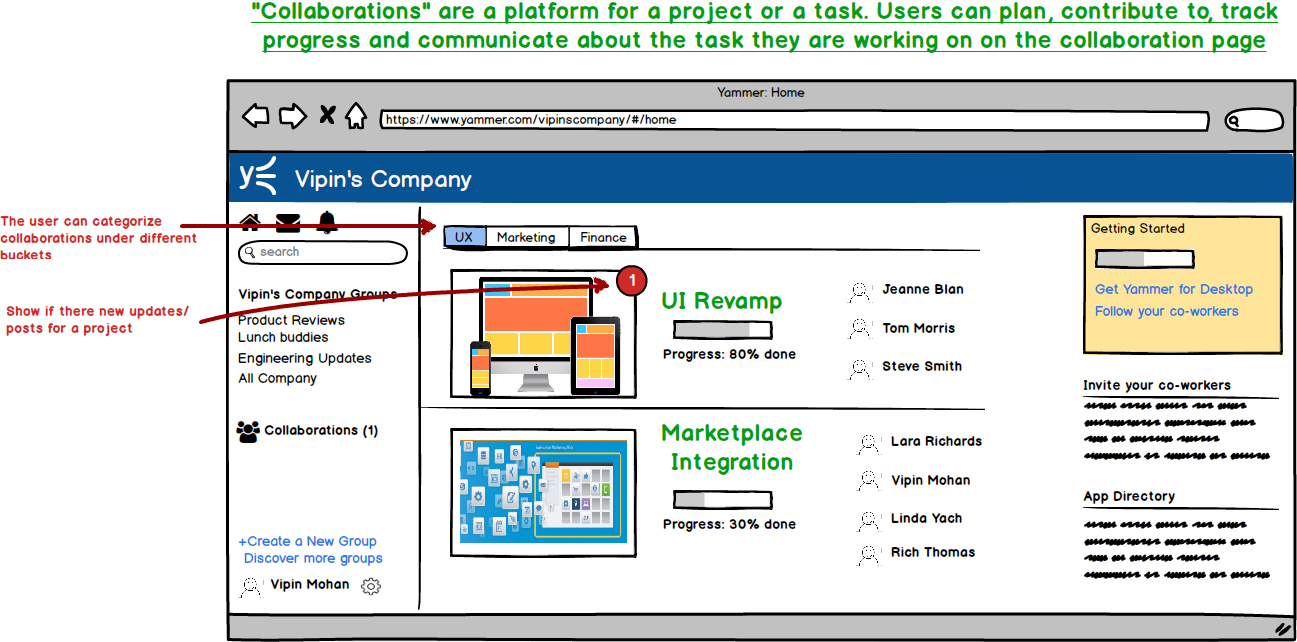 "Collaborations" are a platform for a project or a task. Users can plan, contribute to, track
progress and communicate about the task they are working on on the collaboration page
Yammer: Home
https://www.yammer.com/vipinscompany/#/home
Vipin's Company
The user can categorize
collaborations under different
buckets
Show if there new updates/
posts for a project
search
Vipin's Company Groups
Product Reviews
Lunch buddies
Engineering Updates
All Company
Collaborations (1)
+Create a New Group
Discover more groups
Vipin Mohan
UX Marketing Finance
1
UI Revamp
Progress: 80% done
Jeanne Blan
Tom Morris
Steve Smith
Marketplace
Integration
Progress: 30% done
Lara Richards
Vipin Mohan
Linda Yach
Rich Thomas
Getting Started
Get Yammer for Desktop
Follow your co-workers
Invite your co-workers
App Directory